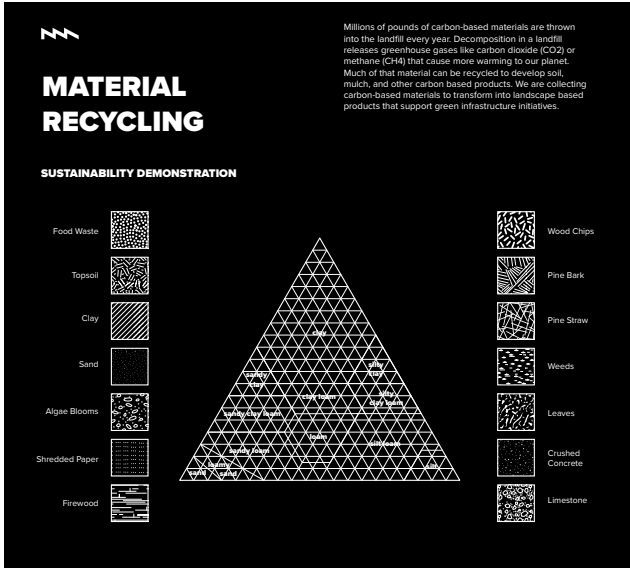 Millions of pounds of carbon-based materials are thrown
into the landfill every year. Decomposition in a landfill
releases greenhouse gases like carbon dioxide (CO2) or
methane (CH4) that cause more warming to our planet.
Much of that material can be recycled to develop soil,
mulch, and other carbon based products. We are collecting
carbon-based materials to transform into landscape based
products that support green infrastructure initiatives.
MATERIAL
RECYCLING
SUSTAINABILITY DEMONSTRATION
Food Waste
Topsoil
Clay
Sand
Algae Blooms
Shredded Paper
Firewood
clay
sandy
clay
silty
clay
clay loam
silty
clay loam
sandy clay loam
loam
silt loam
sandy loam
sand
loamy
sand
silt
Wood Chips
Pine Bark
Pine Straw
Weeds
Leaves
Crushed
Concrete
Limestone